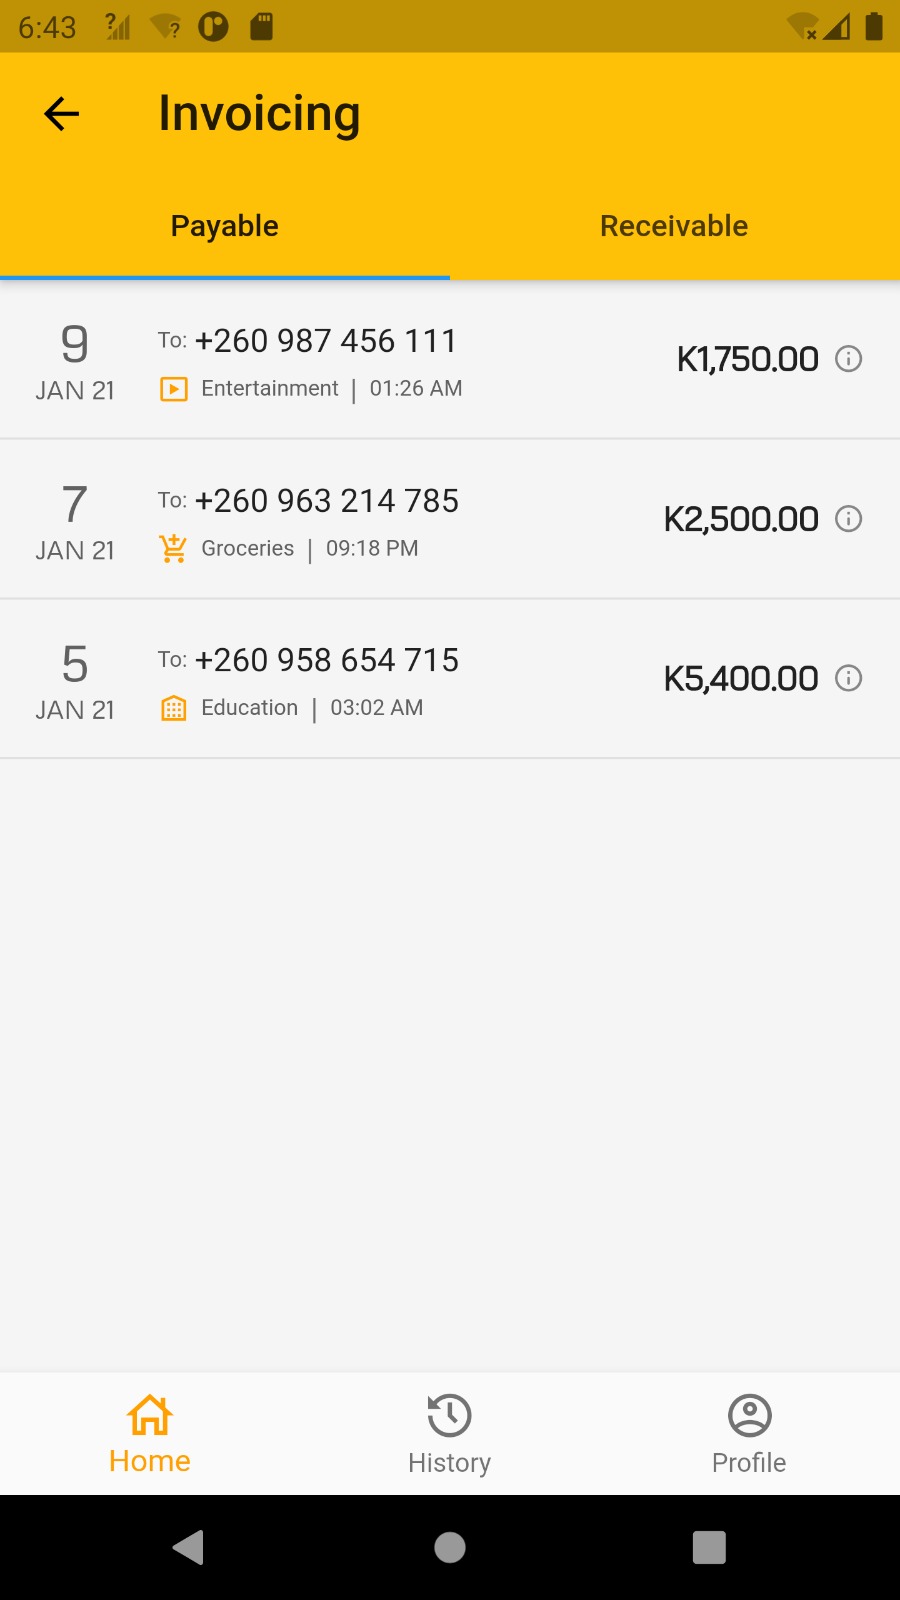 6:43
Invoicing
Payable Receivable
9
JAN 21
To: +260 987 456 111
Entertainment | 01:26 AM
K1,750.00
7
JAN 21
To: +260 963 214 785
Groceries | 09:18 PM
K2,500.00
5
JAN 21
To: +260 958 654 715
Education | 03:02 AM
K5,400.00
Home History Profile